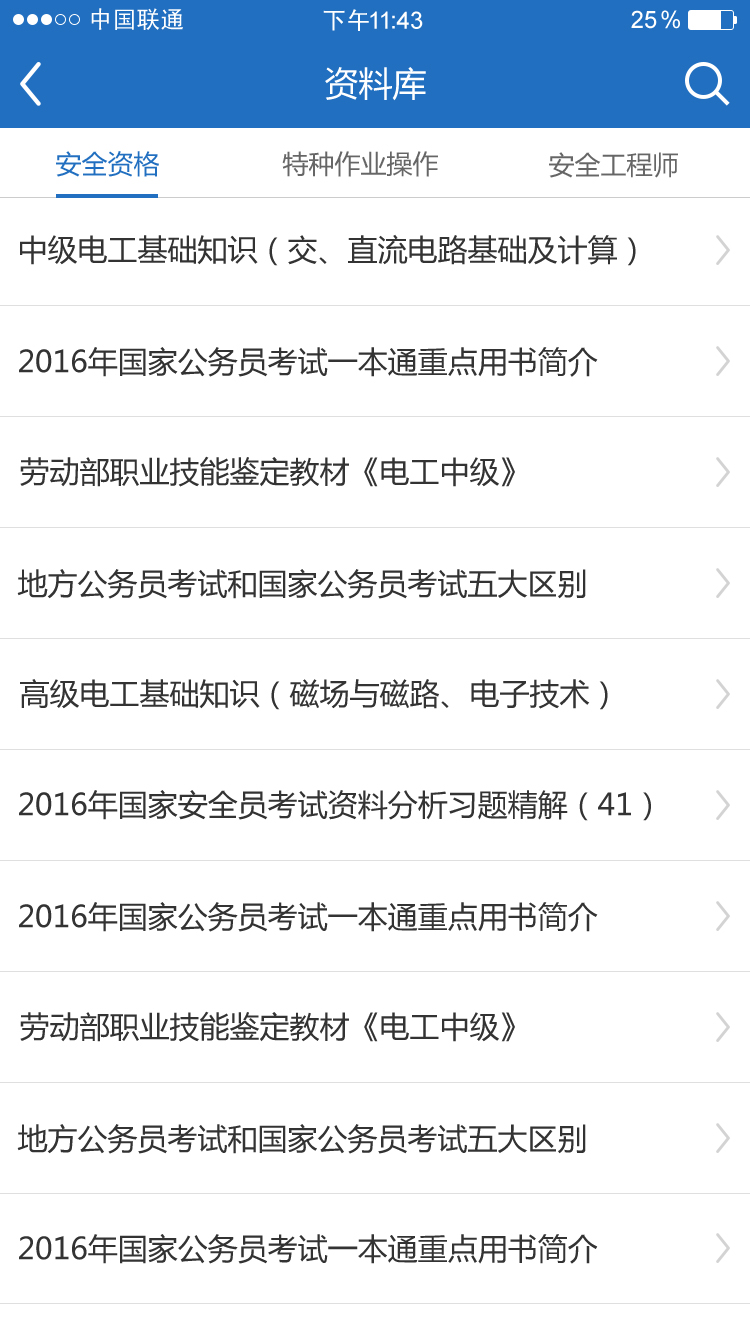 中国联通 下午11:43 25%
资料库
安全资格 特种作业操作 安全工程师
中级电工基础知识（交、直流电路基础及计算）
2016年国家公务员考试一本通重点用书简介
劳动部职业技能鉴定教材《电工中级》
地方公务员考试和国家公务员考试五大区别
高级电工基础知识（磁场与磁路、电子技术）
2016年国家安全员考试资料分析习题精解（41）
2016年国家公务员考试一本通重点用书简介
劳动部职业技能鉴定教材《电工中级》
地方公务员考试和国家公务员考试五大区别
2016年国家公务员考试一本通重点用书简介